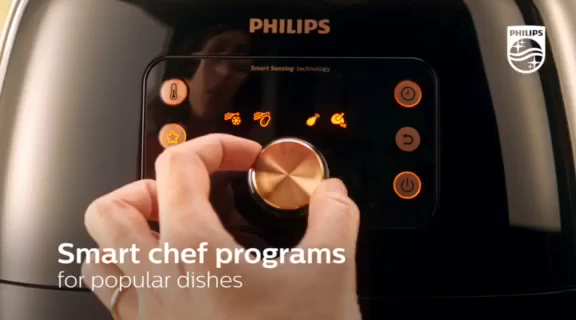 PHILIPS
PHILIPS
Smart Sensing technology
Smart chef programs
for popular dishes